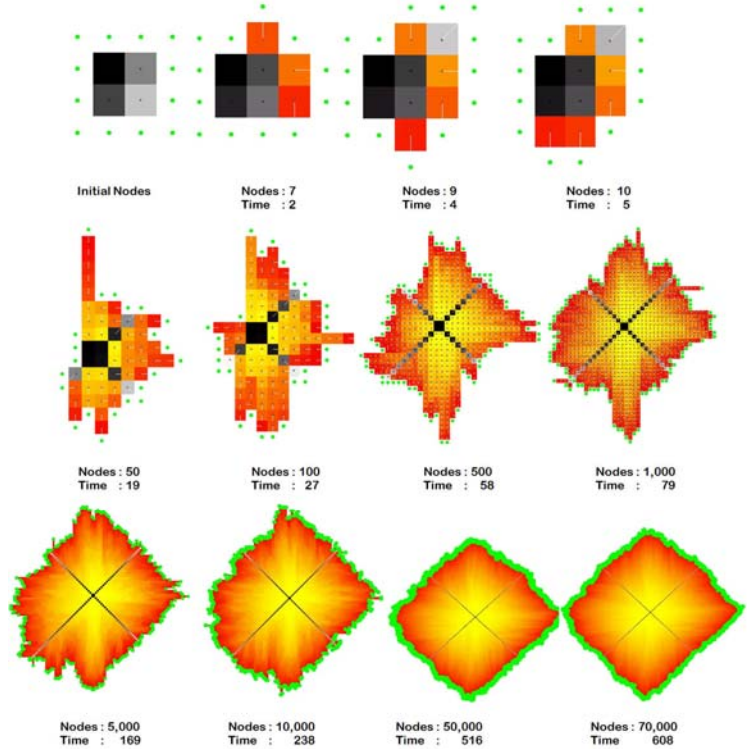 Initial Nodes
Nodes : 7
Time : 2
Nodes : 9
Time : 4
Nodes : 10
Time : 5
Nodes : 50
Time : 19
Nodes : 100
Time : 27
Nodes : 500
Time : 58
Nodes : 1,000
Time : 79
Nodes : 5,000
Time : 169
Nodes : 10,000
Time : 238
Nodes : 50,000
Time : 516
Nodes : 70,000
Time : 608